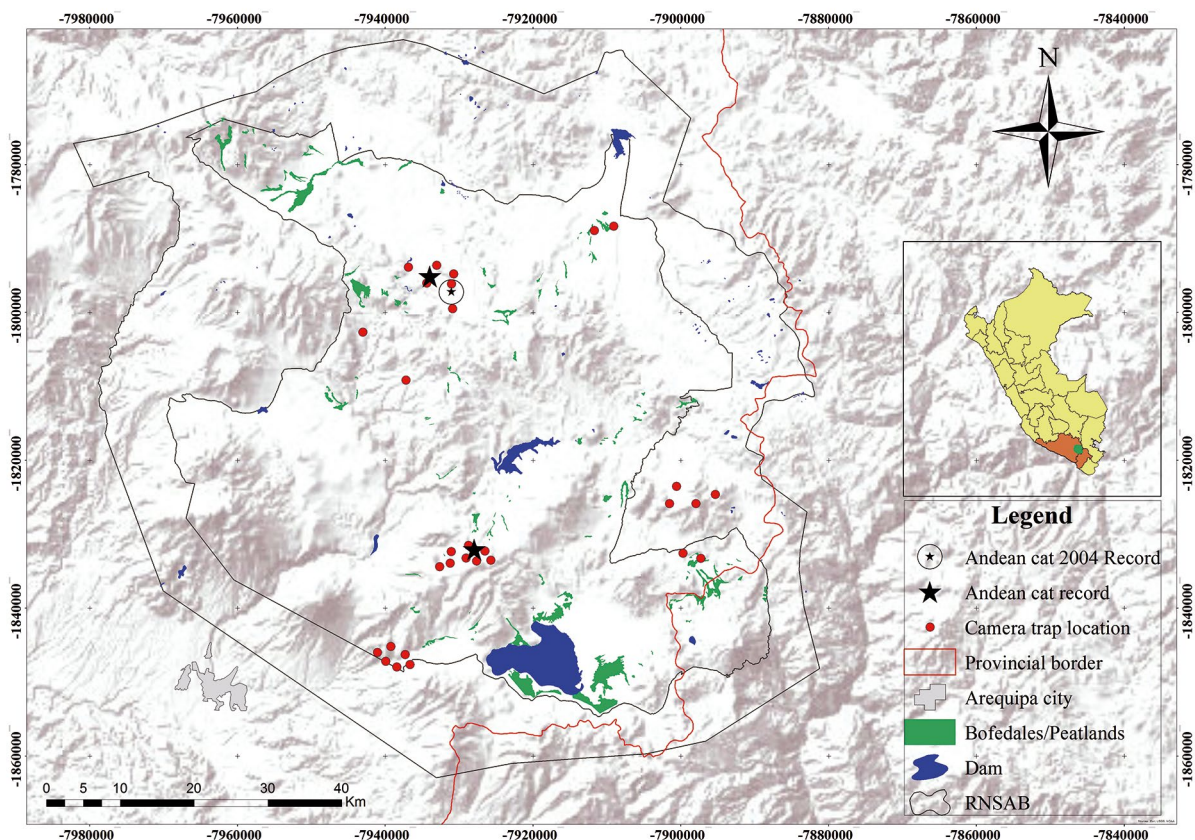 -7980000 -7960000 -7940000 -7920000 -7900000 -7880000 -7860000 -7840000
N
-1780000 -1780000
-1800000 -1800000
-1820000 -1820000
-1840000 -1840000
-1860000 -1860000
Legend
Andean cat 2004 Record
Andean cat record
Camera trap location
Provincial border
Arequipa city
Bofedales/Peatlands
Dam
RNSAB
0 5 10 20 30 40
Km
-7980000 -7960000 -7940000 -7920000 -7900000 -7880000 -7860000 -7840000